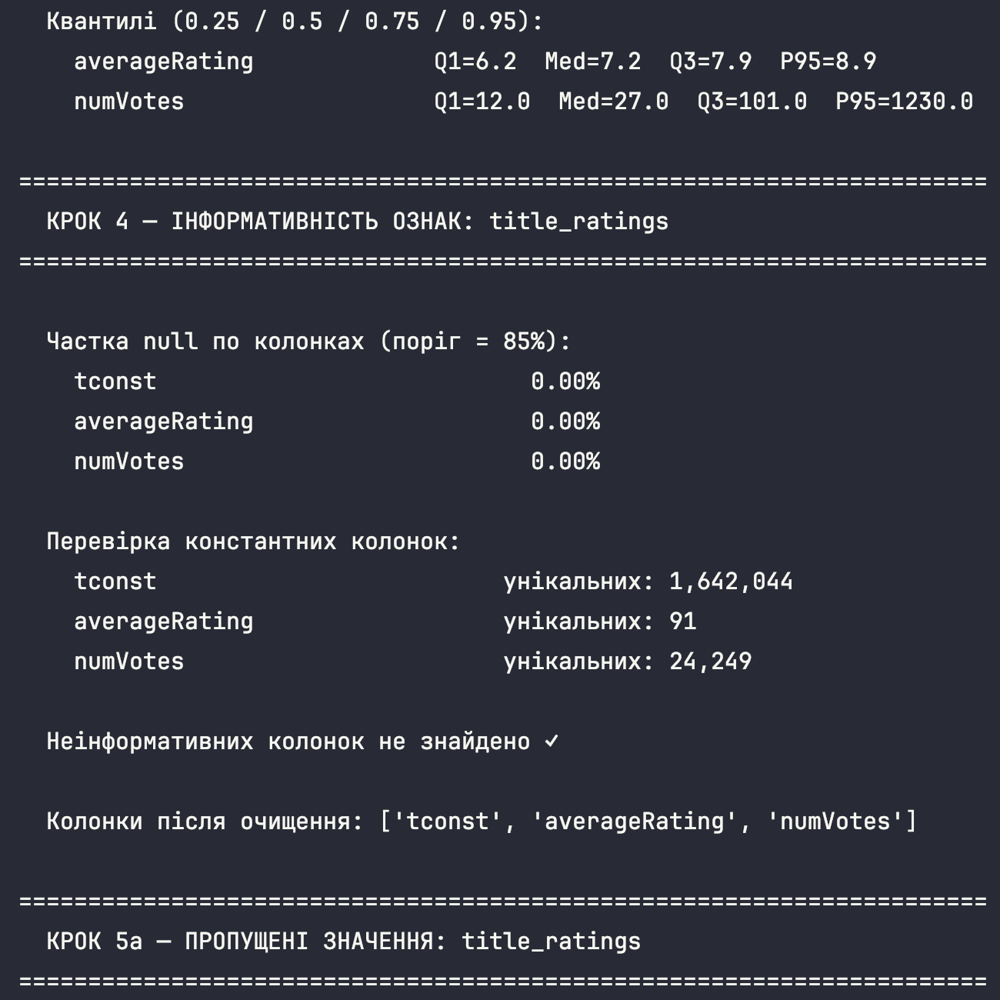 Квантилі (0.25 / 0.5 / 0.75 / 0.95):
averageRating Q1=6.2 Med=7.2 Q3=7.9 P95=8.9
numVotes Q1=12.0 Med=27.0 Q3=101.0 P95=1230.0
======================================================================
КРОК 4 — ІНФОРМАТИВНІСТЬ ОЗНАК: title_ratings
======================================================================
Частка null по колонках (поріг = 85%):
tconst 0.00%
averageRating 0.00%
numVotes 0.00%
Перевірка константних колонок:
tconst унікальних: 1,642,044
averageRating унікальних: 91
numVotes унікальних: 24,249
Неінформативних колонок не знайдено ✓
Колонки після очищення: ['tconst', 'averageRating', 'numVotes']
======================================================================
КРОК 5а — ПРОПУЩЕНІ ЗНАЧЕННЯ: title_ratings
======================================================================